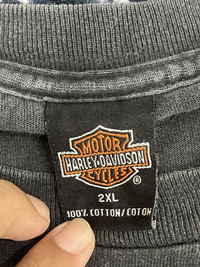 MOTOR
HARLEY-DAVIDSON
CYCLES
®
2XL
100% COTTON/COTON